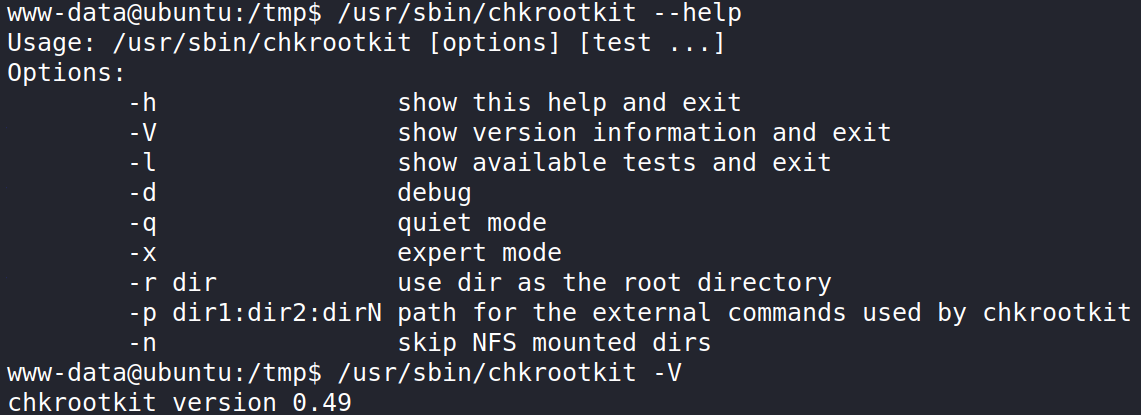 www-data@ubuntu:/tmp$ /usr/sbin/chkrootkit --help
Usage: /usr/sbin/chkrootkit [options] [test ...]
Options:
        -h                show this help and exit
        -V                show version information and exit
        -l                show available tests and exit
        -d                debug
        -q                quiet mode
        -x                expert mode
        -r dir            use dir as the root directory
        -p dir1:dir2:dirN path for the external commands used by chkrootkit
        -n                skip NFS mounted dirs
www-data@ubuntu:/tmp$ /usr/sbin/chkrootkit -V
chkrootkit version 0.49